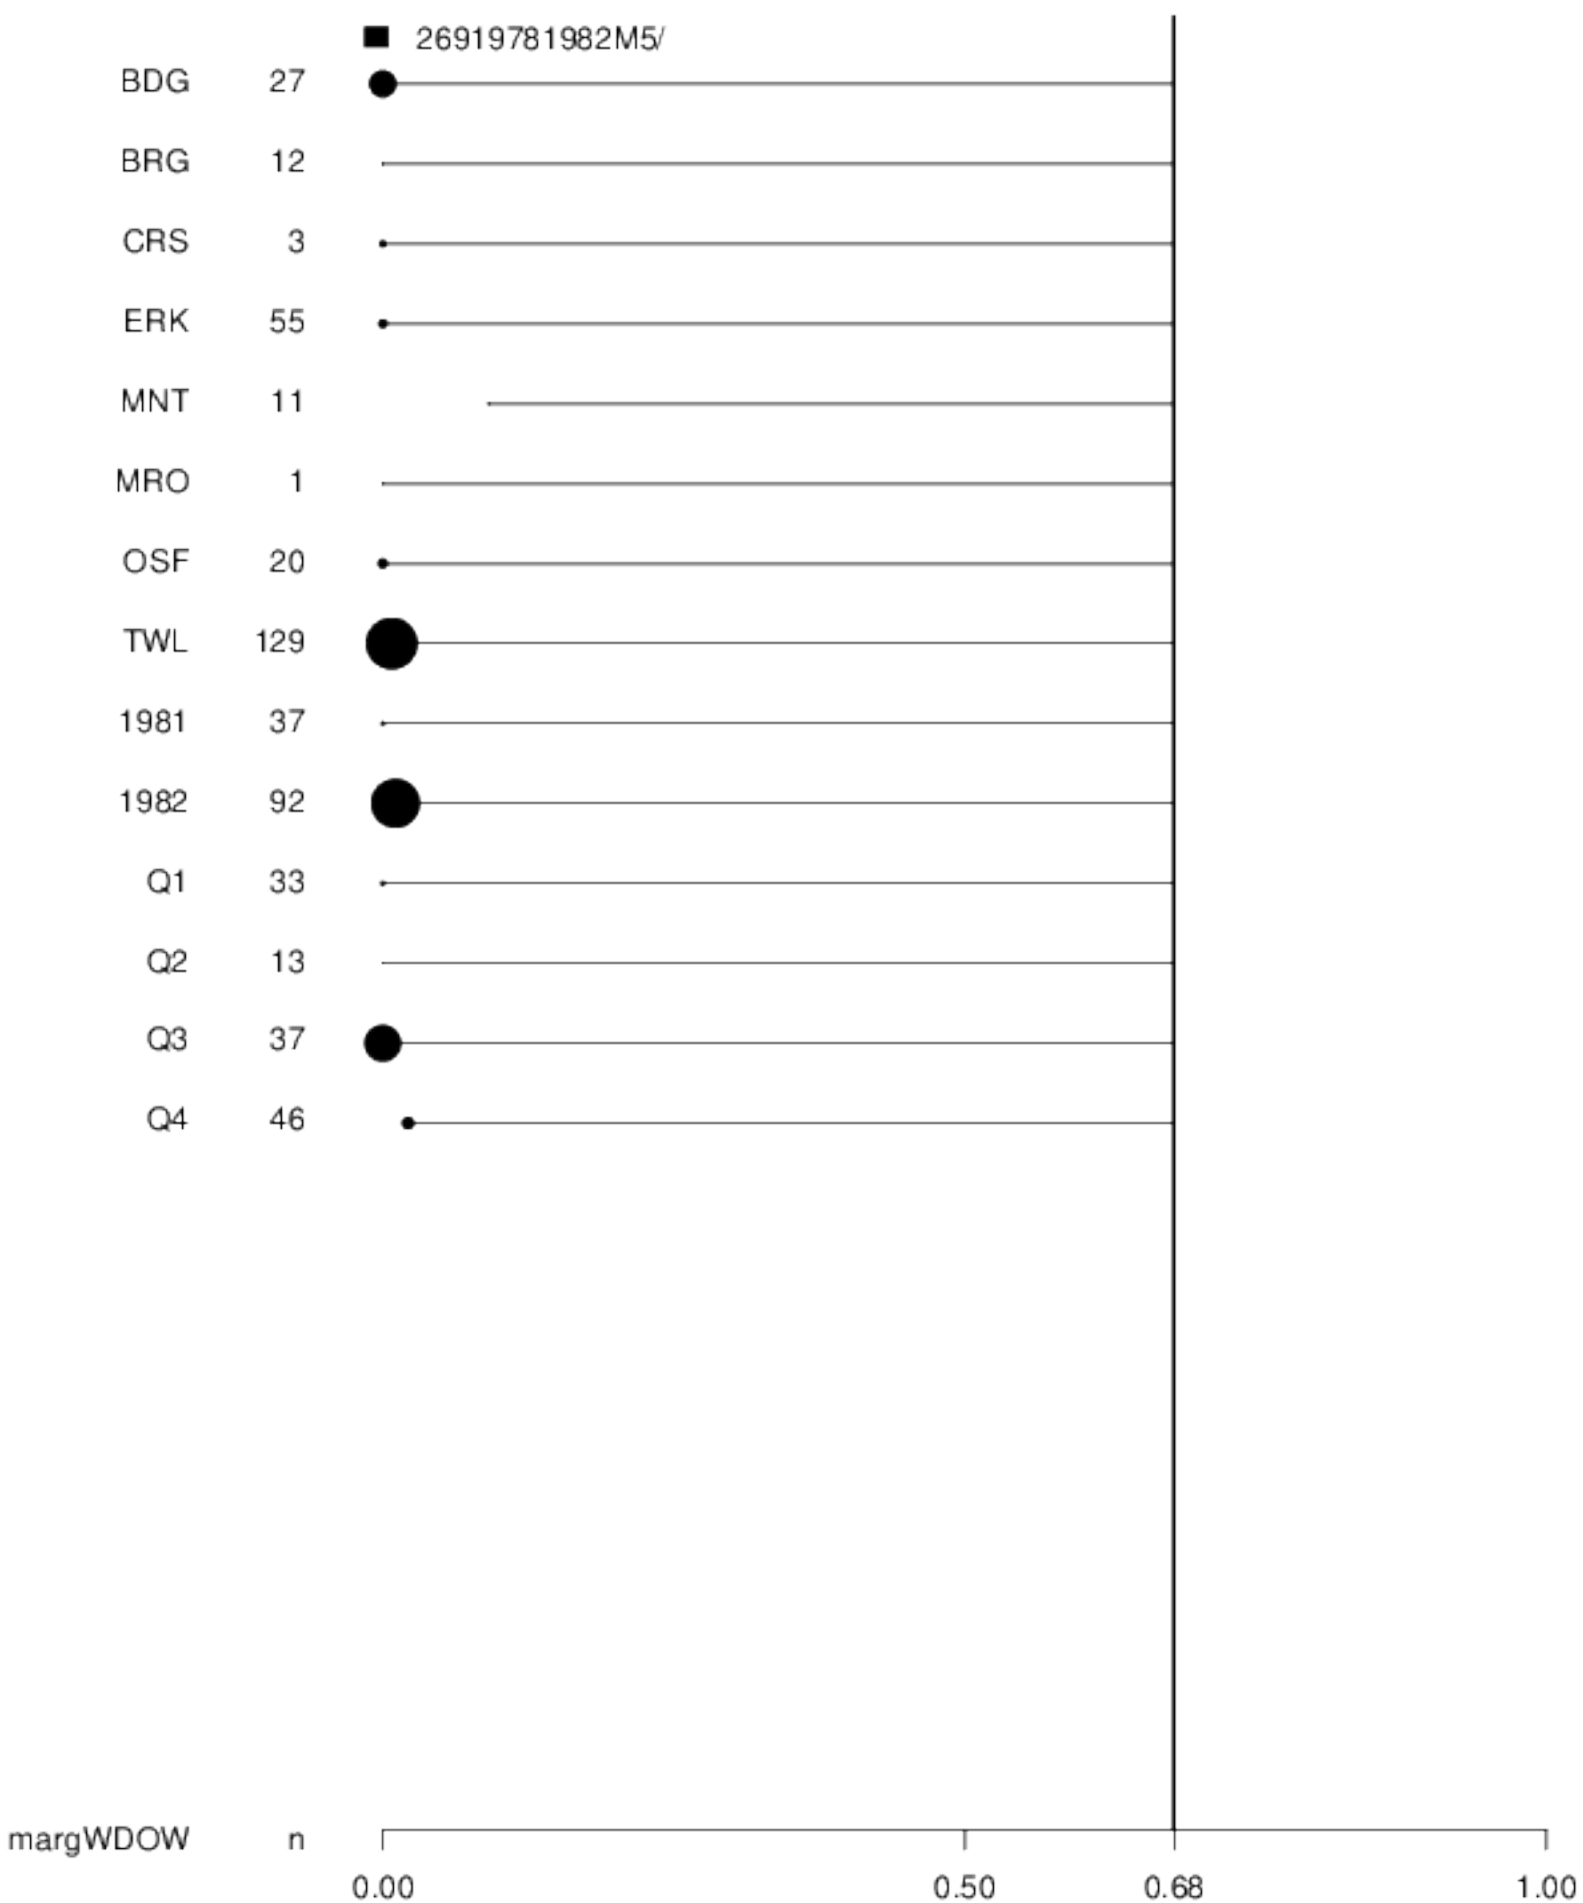 26919781982M5/
BDG 27
BRG 12
CRS 3
ERK 55
MNT 11
MRO 1
OSF 20
TWL 129
1981 37
1982 92
Q1 33
Q2 13
Q3 37
Q4 46
margWDOW n
0.00 0.50 0.68 1.00